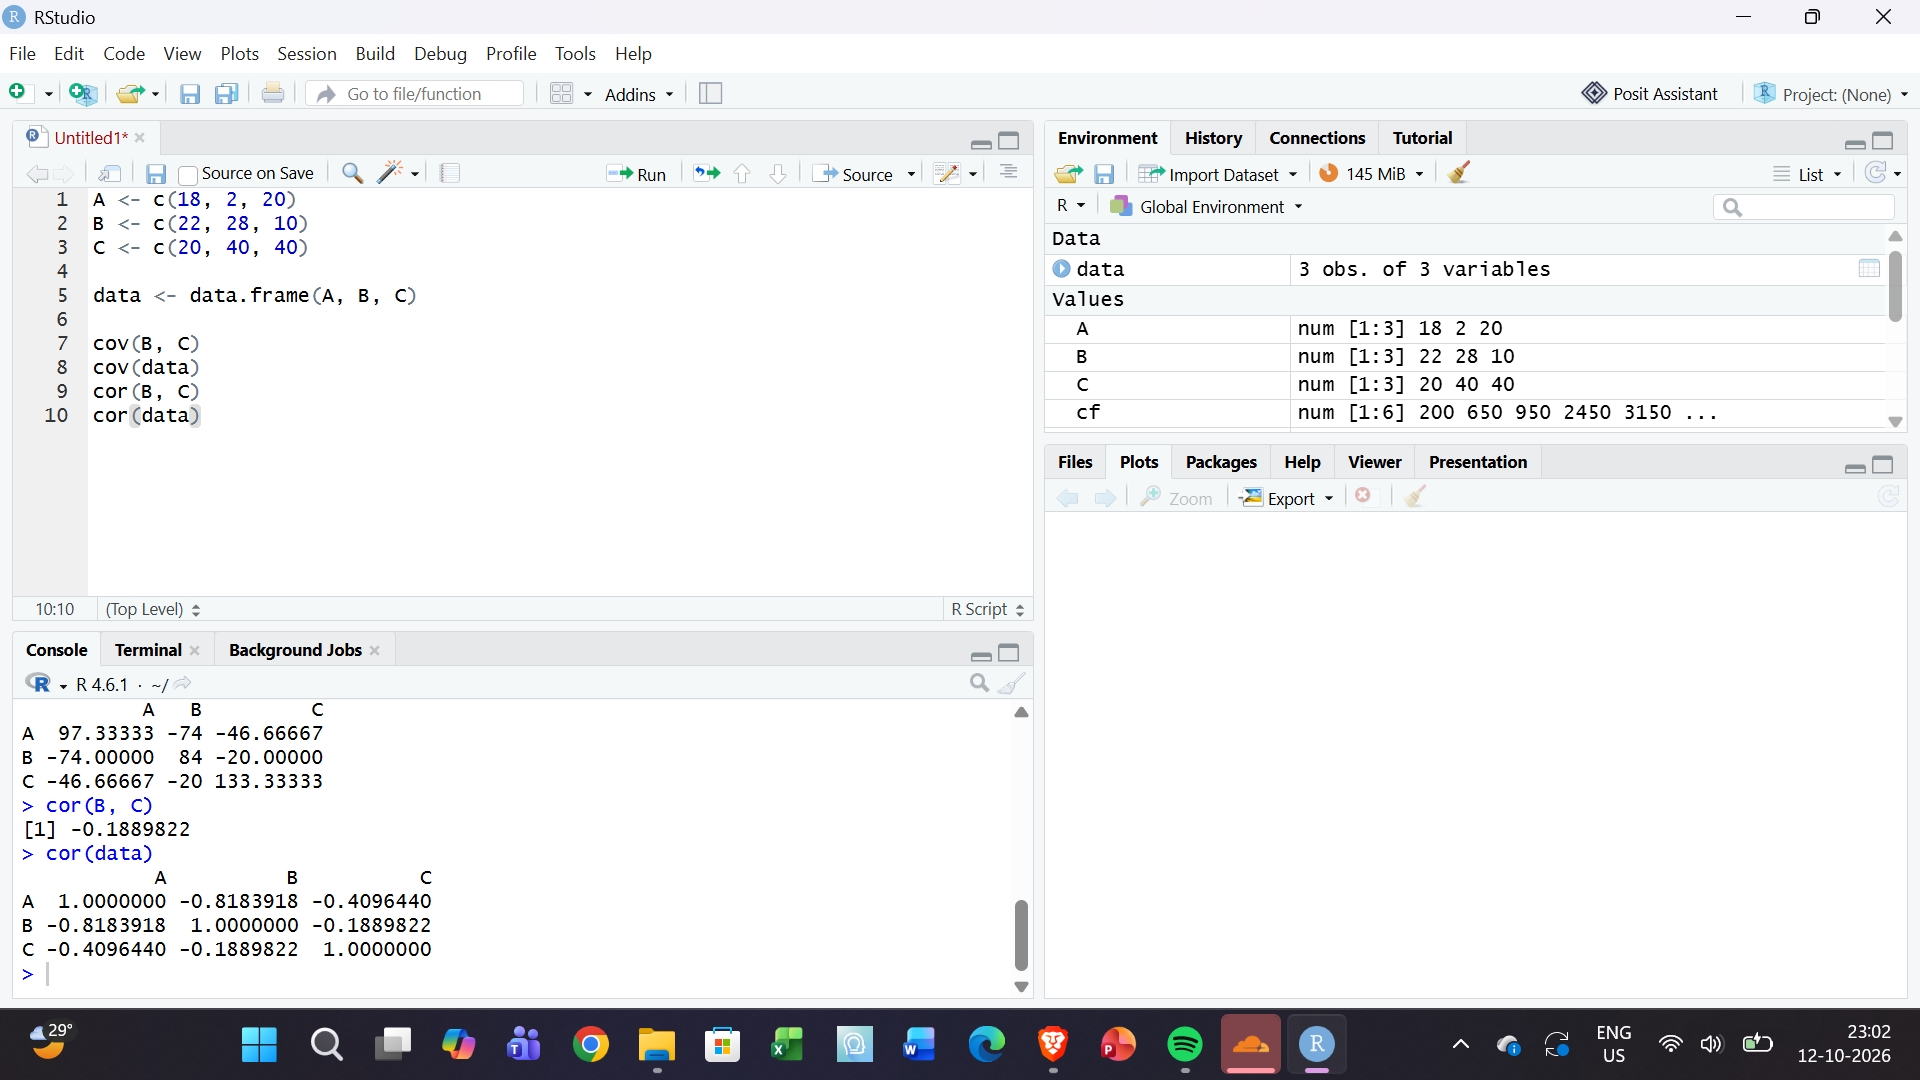 RStudio
File Edit Code View Plots Session Build Debug Profile Tools Help
Go to file/function Addins Posit Assistant Project: (None)
Untitled1*
Source on Save Run Source
1 A <- c(18, 2, 20)
2 B <- c(22, 28, 10)
3 C <- c(20, 40, 40)
4
5 data <- data.frame(A, B, C)
6
7 cov(B, C)
8 cov(data)
9 cor(B, C)
10 cor(data)
10:10 (Top Level) R Script
Console Terminal Background Jobs
R R 4.6.1 · ~/
A B C
A 97.33333 -74 -46.66667
B -74.00000 84 -20.00000
C -46.66667 -20 133.33333
> cor(B, C)
[1] -0.1889822
> cor(data)
A B C
A 1.0000000 -0.8183918 -0.4096440
B -0.8183918 1.0000000 -0.1889822
C -0.4096440 -0.1889822 1.0000000
>
Environment History Connections Tutorial
Import Dataset 145 MiB List
R Global Environment
Data
data 3 obs. of 3 variables
Values
A num [1:3] 18 2 20
B num [1:3] 22 28 10
C num [1:3] 20 40 40
cf num [1:6] 200 650 950 2450 3150 ...
Files Plots Packages Help Viewer Presentation
Zoom Export
29°
ENG
US
23:02
12-10-2026